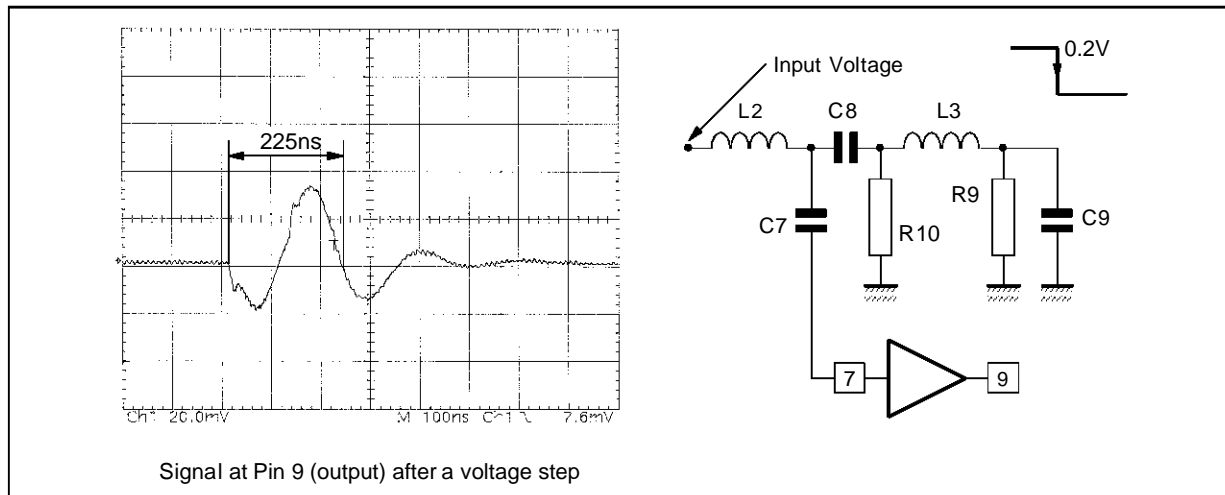 225ns
Ch1 20.0mV
M 100ns
7.6mV
Signal at Pin 9 (output) after a voltage step
Input Voltage
0.2V
L2
C8
L3
C7
R10
R9
C9
7
9